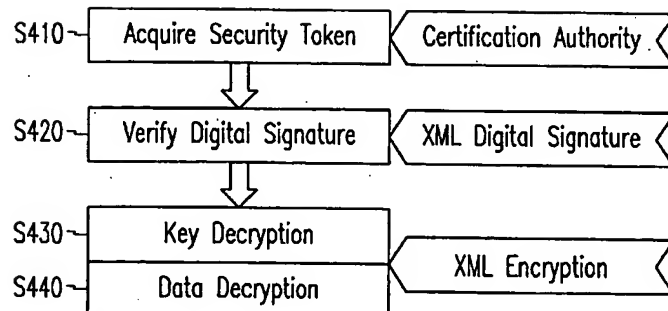 S410 Acquire Security Token Certification Authority
S420 Verify Digital Signature XML Digital Signature
S430 Key Decryption
XML Encryption
S440 Data Decryption